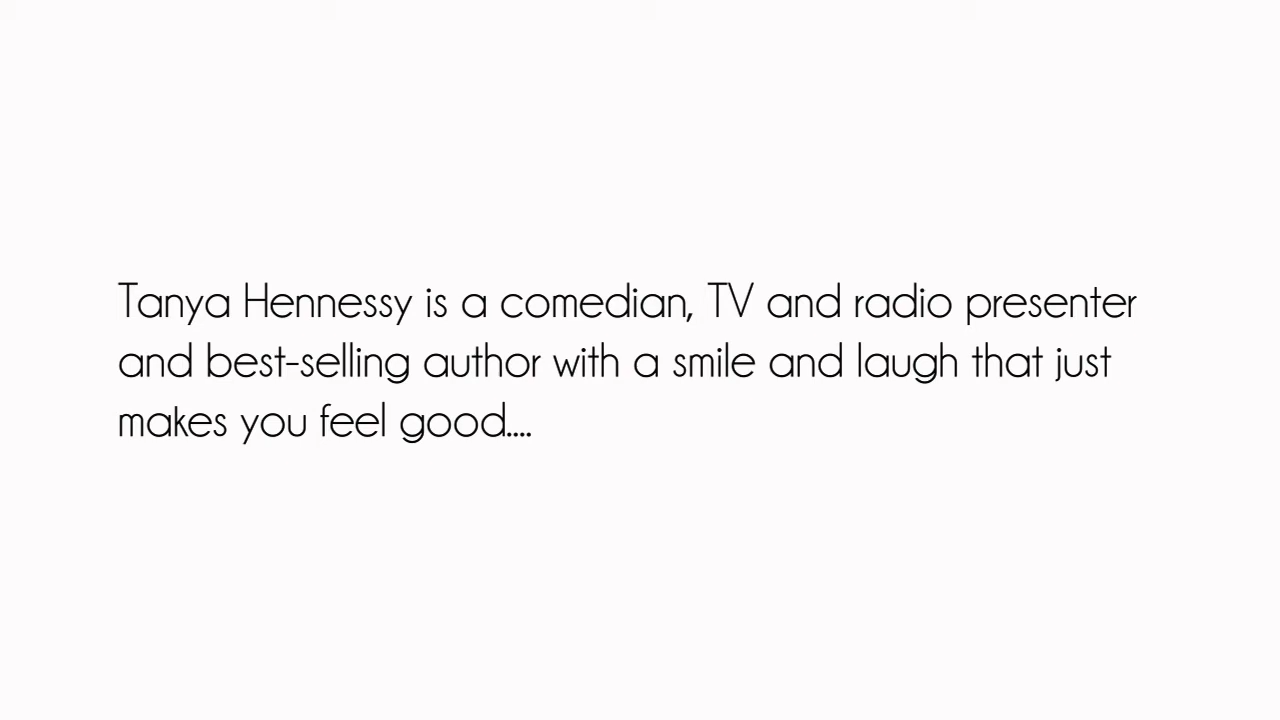 Tanya Hennessy is a comedian, TV and radio presenter
and best-selling author with a smile and laugh that just
makes you feel good....